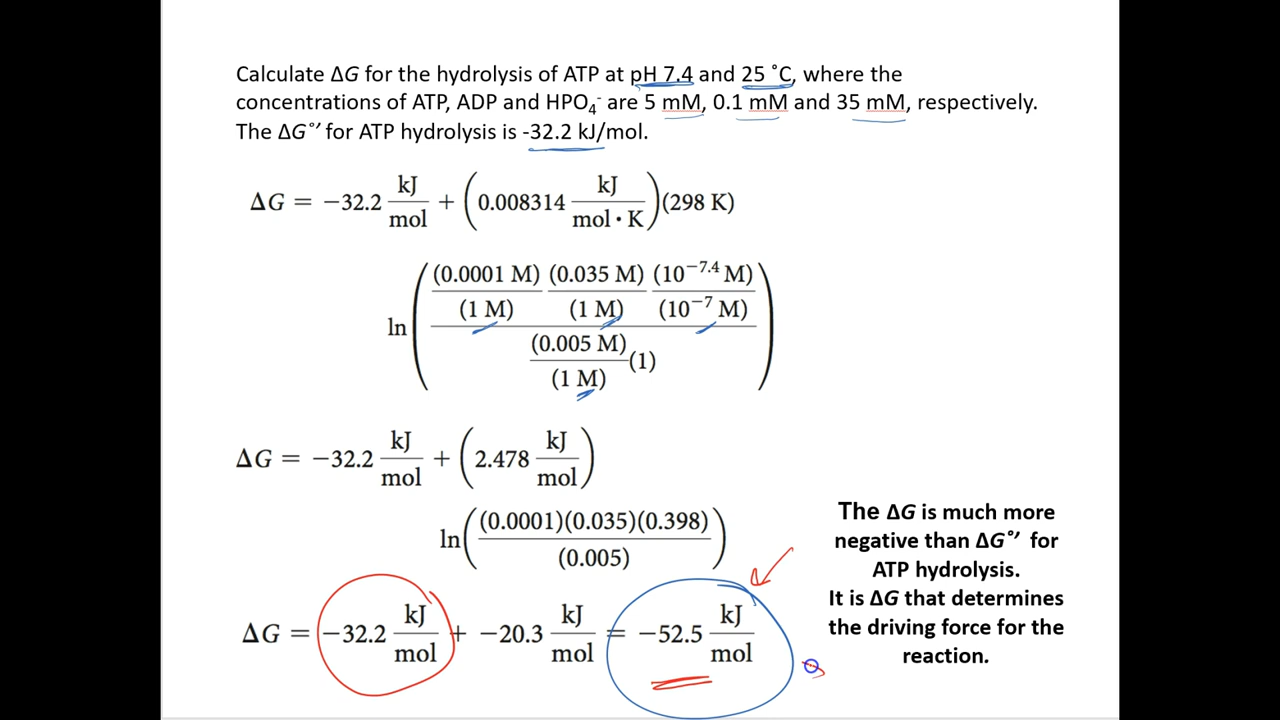 Calculate ΔG for the hydrolysis of ATP at pH 7.4 and 25 ˚C, where the
concentrations of ATP, ADP and HPO₄⁻ are 5 mM, 0.1 mM and 35 mM, respectively.
The ΔG°′ for ATP hydrolysis is -32.2 kJ/mol.
ΔG = −32.2 kJ/mol + (0.008314 kJ/mol • K)(298 K)
ln( ((0.0001 M)/(1 M) (0.035 M)/(1 M) (10⁻⁷·⁴ M)/(10⁻⁷ M)) / ((0.005 M)/(1 M) (1)) )
ΔG = −32.2 kJ/mol + (2.478 kJ/mol)
ln( (0.0001)(0.035)(0.398) / (0.005) )
ΔG = −32.2 kJ/mol + −20.3 kJ/mol = −52.5 kJ/mol
The ΔG is much more
negative than ΔG°′ for
ATP hydrolysis.
It is ΔG that determines
the driving force for the
reaction.